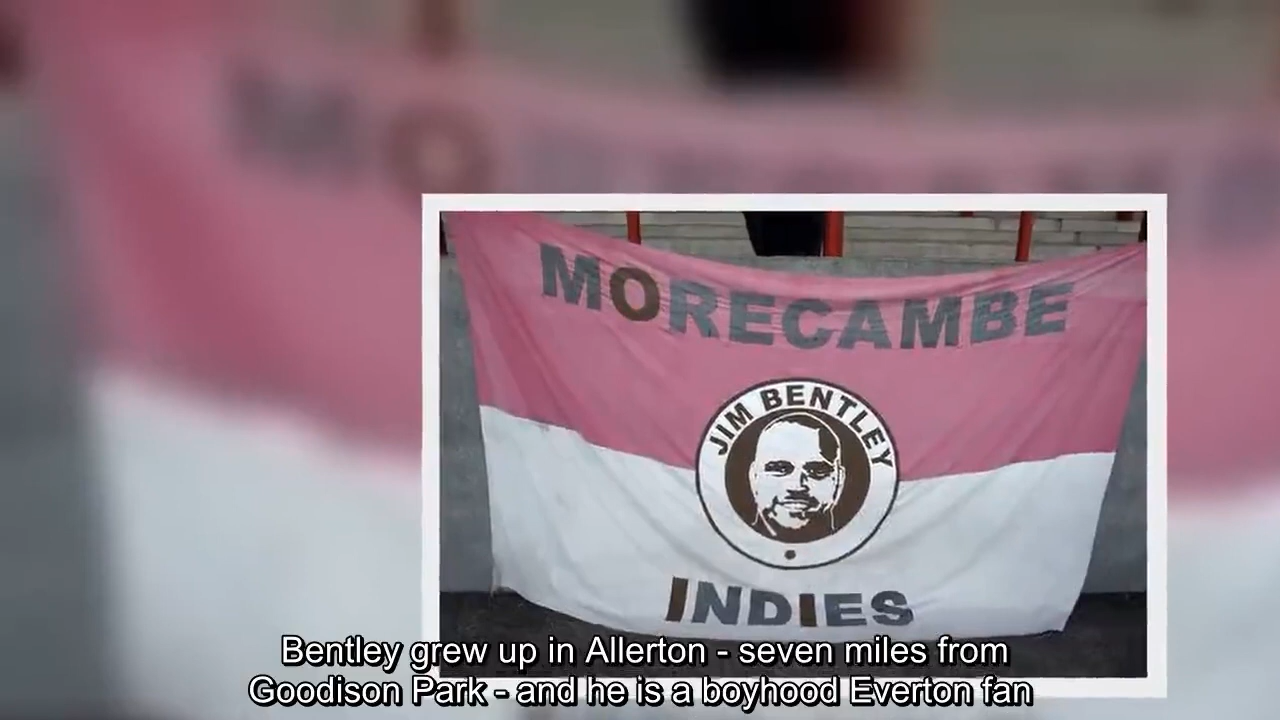 MORECAMBE
JIM BENTLEY
INDIES
Bentley grew up in Allerton - seven miles from
Goodison Park - and he is a boyhood Everton fan